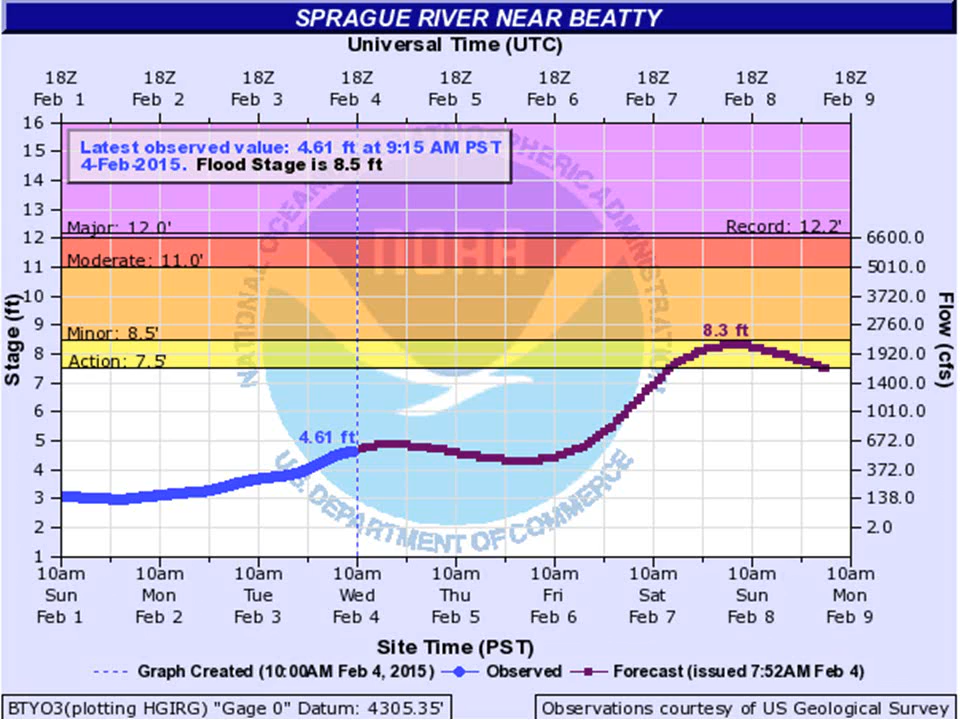 SPRAGUE RIVER NEAR BEATTY
Universal Time (UTC)
18Z 18Z 18Z 18Z 18Z 18Z 18Z 18Z 18Z
Feb 1 Feb 2 Feb 3 Feb 4 Feb 5 Feb 6 Feb 7 Feb 8 Feb 9
Latest observed value: 4.61 ft at 9:15 AM PST
4-Feb-2015. Flood Stage is 8.5 ft
16
15
14
13
12 6600.0
11 5010.0
10 3720.0
9 2760.0
8 1920.0
7 1400.0
6 1010.0
5 672.0
4 372.0
3 138.0
2 2.0
1
Stage (ft)
Flow (cfs)
Major: 12.0'
Record: 12.2'
Moderate: 11.0'
Minor: 8.5'
Action: 7.5'
8.3 ft
4.61 ft
NATIONAL OCEANIC AND ATMOSPHERIC ADMINISTRATION
NOAA
U.S. DEPARTMENT OF COMMERCE
10am 10am 10am 10am 10am 10am 10am 10am 10am
Sun Mon Tue Wed Thu Fri Sat Sun Mon
Feb 1 Feb 2 Feb 3 Feb 4 Feb 5 Feb 6 Feb 7 Feb 8 Feb 9
Site Time (PST)
Graph Created (10:00AM Feb 4, 2015) Observed Forecast (issued 7:52AM Feb 4)
BTYO3(plotting HGIRG) "Gage 0" Datum: 4305.35'
Observations courtesy of US Geological Survey